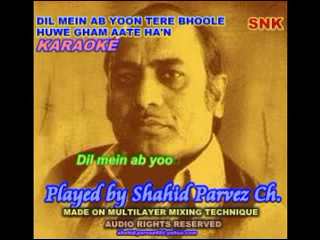 DIL MEIN AB YOON TERE BHOOLE
HUWE GHAM AATE HA'N
SNK
KARAOKE
Dil mein ab yoo
Played by Shahid Parvez Ch.
MADE ON MULTILAYER MIXING TECHNIQUE
AUDIO RIGHTS RESERVED